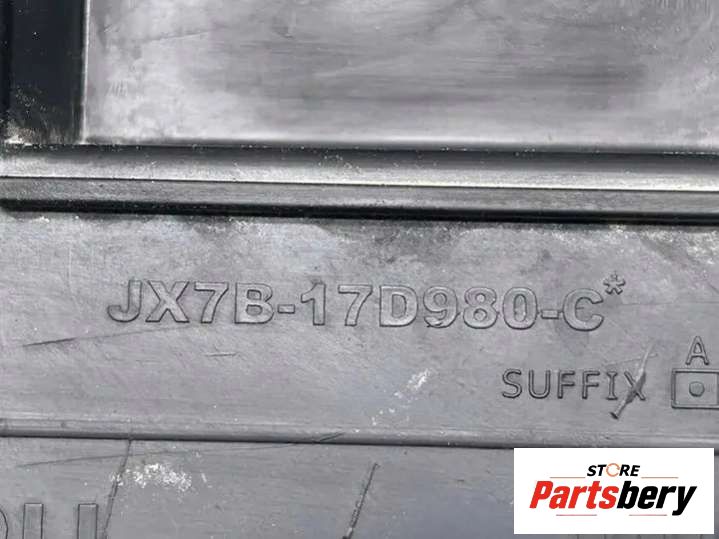 JX7B-17D980-C*
A
SUFFIX
STORE
Partsbery